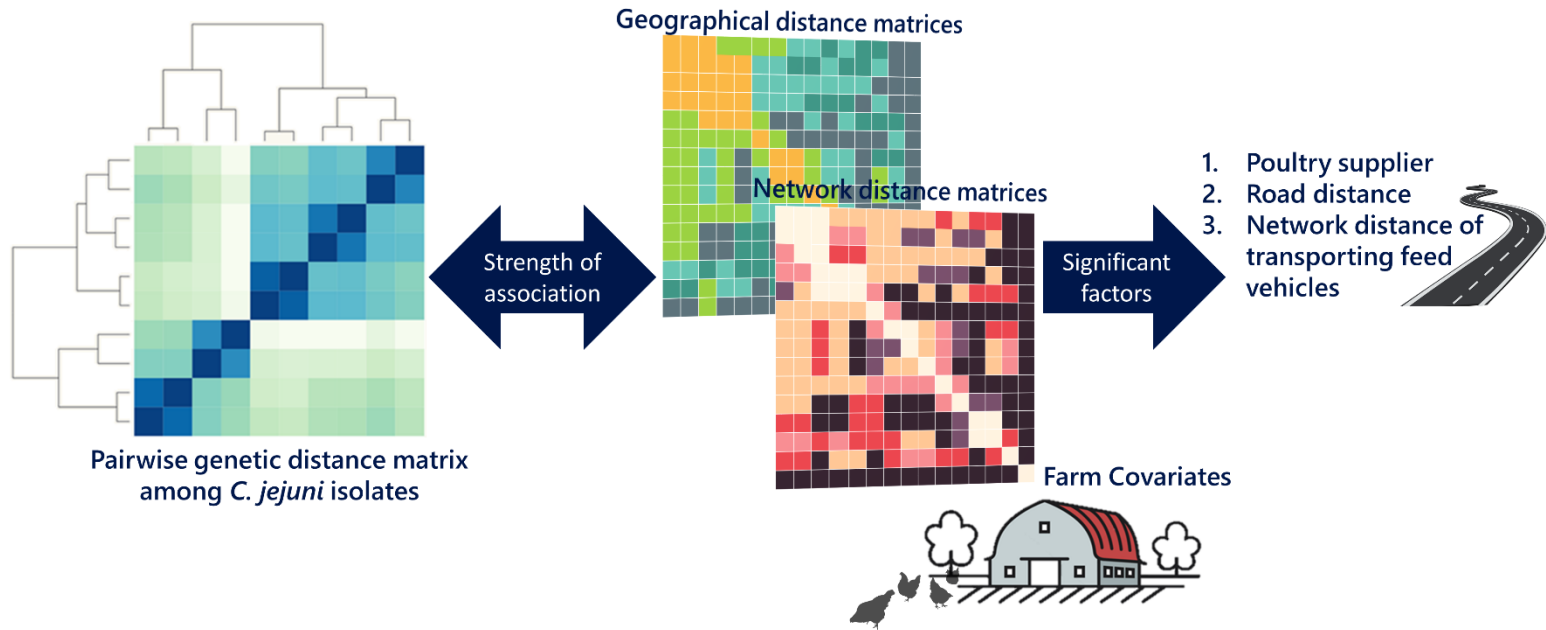 Geographical distance matrices
Network distance matrices
Strength of
association
Significant
factors
1. Poultry supplier
2. Road distance
3. Network distance of
transporting feed
vehicles
Pairwise genetic distance matrix
among C. jejuni isolates
Farm Covariates